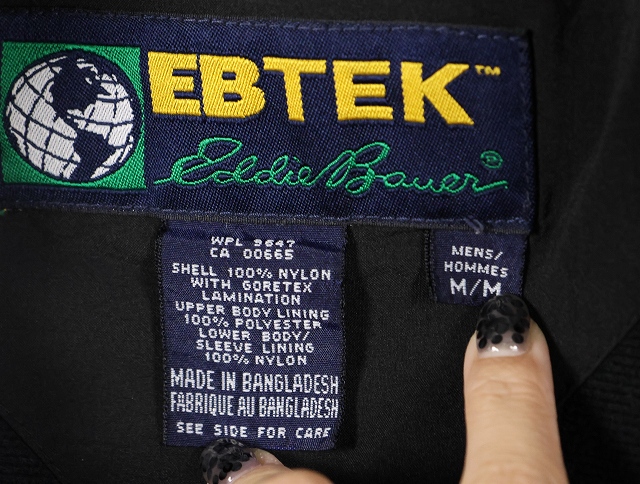 EBTEK™
Eddie Bauer®
WPL 9647
CA 00665
SHELL 100% NYLON
WITH GORETEX
LAMINATION
UPPER BODY LINING
100% POLYESTER
LOWER BODY/
SLEEVE LINING
100% NYLON
MADE IN BANGLADESH
FABRIQUE AU BANGLADESH
SEE SIDE FOR CARE
MENS/
HOMMES
M/M